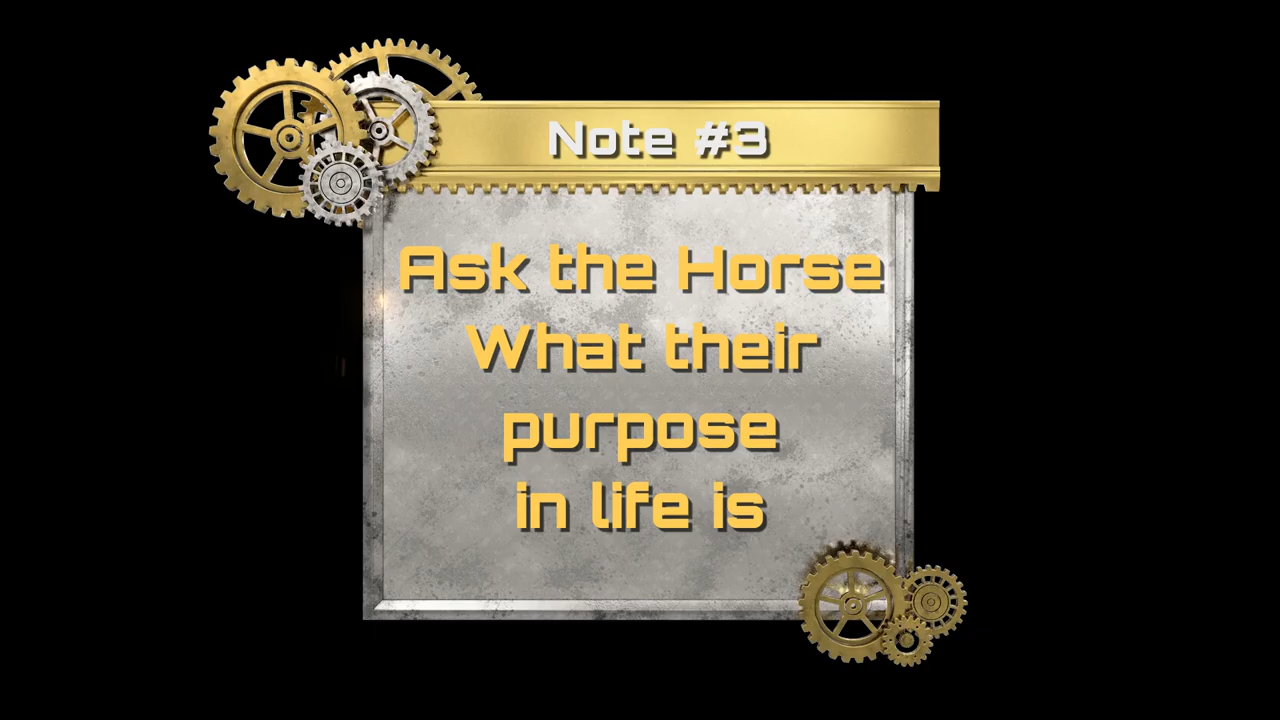 Note #3
Ask the Horse
What their
purpose
in life is